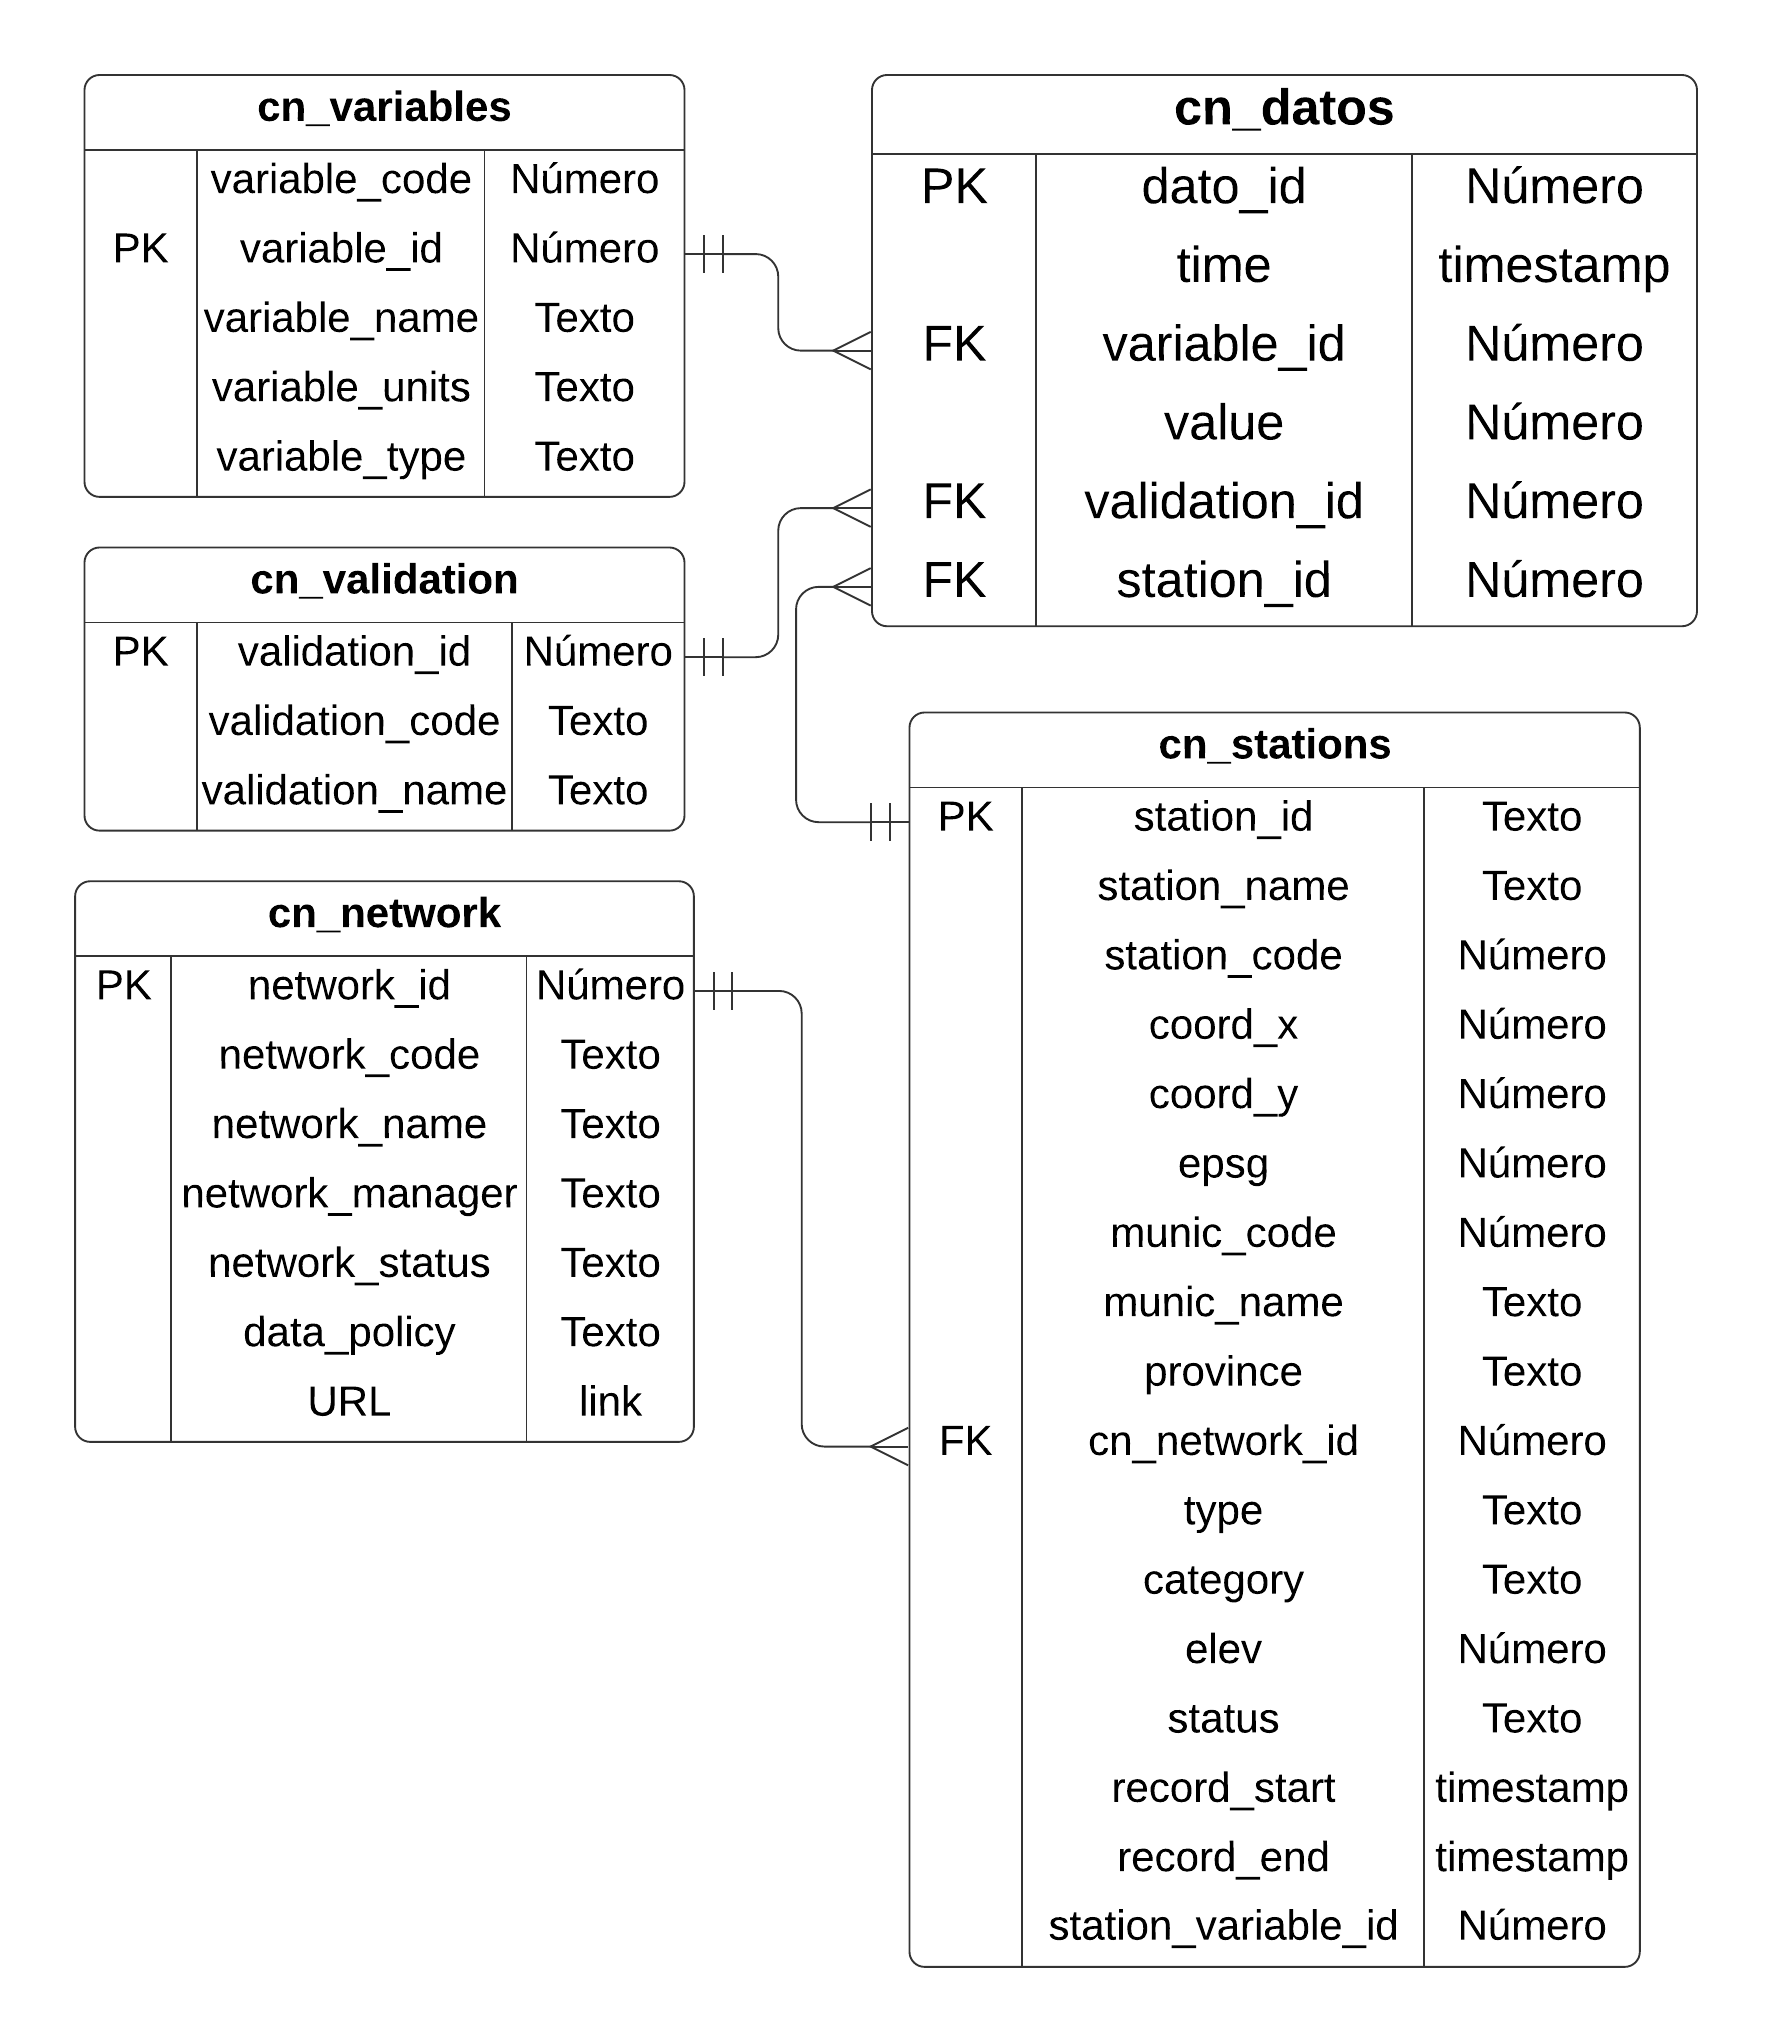 cn_variables
variable_code Número
PK variable_id Número
variable_name Texto
variable_units Texto
variable_type Texto
cn_validation
PK validation_id Número
validation_code Texto
validation_name Texto
cn_network
PK network_id Número
network_code Texto
network_name Texto
network_manager Texto
network_status Texto
data_policy Texto
URL link
cn_datos
PK dato_id Número
time timestamp
FK variable_id Número
value Número
FK validation_id Número
FK station_id Número
cn_stations
PK station_id Texto
station_name Texto
station_code Número
coord_x Número
coord_y Número
epsg Número
munic_code Número
munic_name Texto
province Texto
FK cn_network_id Número
type Texto
category Texto
elev Número
status Texto
record_start timestamp
record_end timestamp
station_variable_id Número